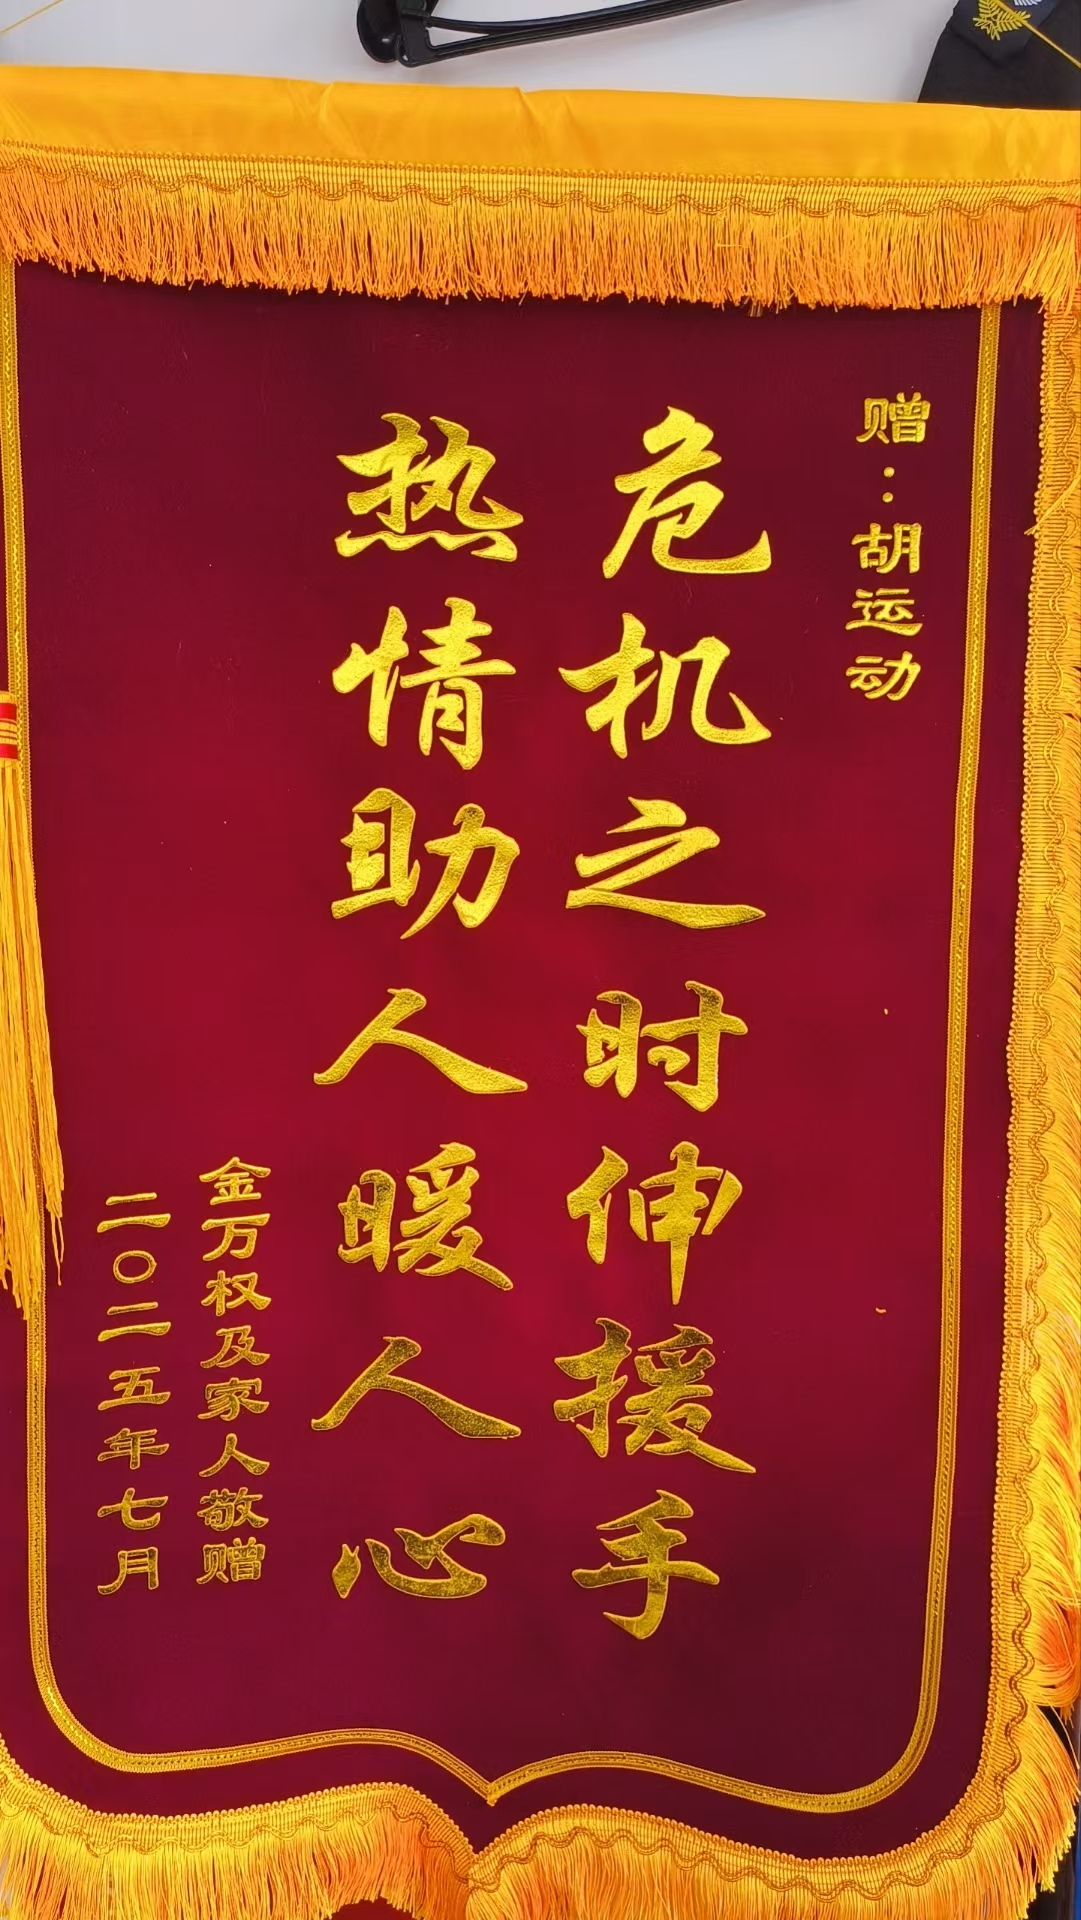 赠：胡运动
危机之时伸援手
热情助人暖人心
金万权及家人敬赠
二〇二五年七月